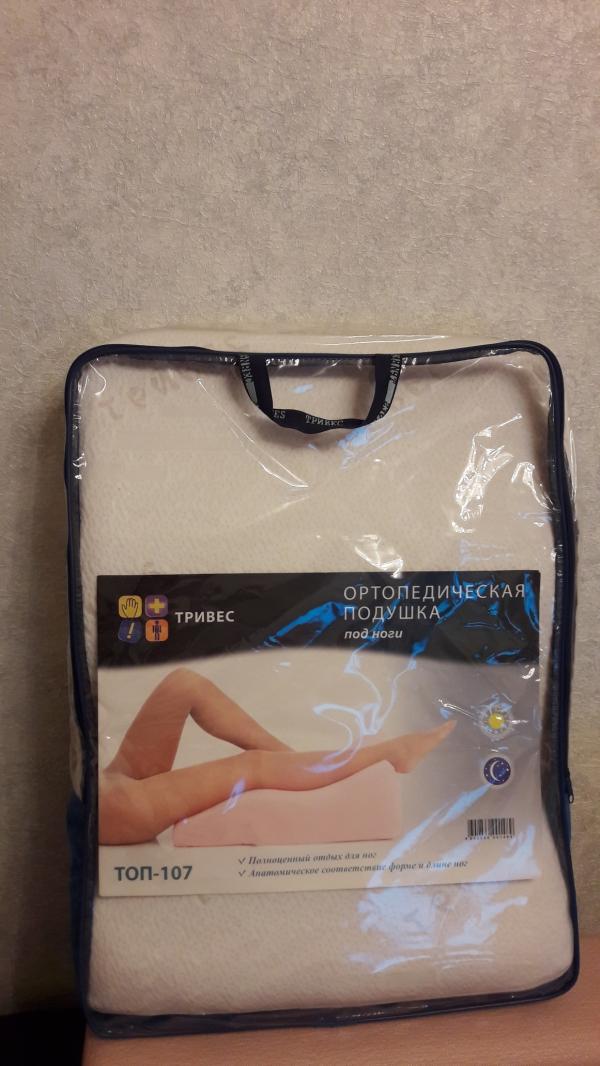 ТРИВЕС
ТРИВЕС
ОРТОПЕДИЧЕСКАЯ
ПОДУШКА
под ноги
ТОП-107
✓ Полноценный отдых для ног
✓ Анатомическое соответствие форме и длине ног